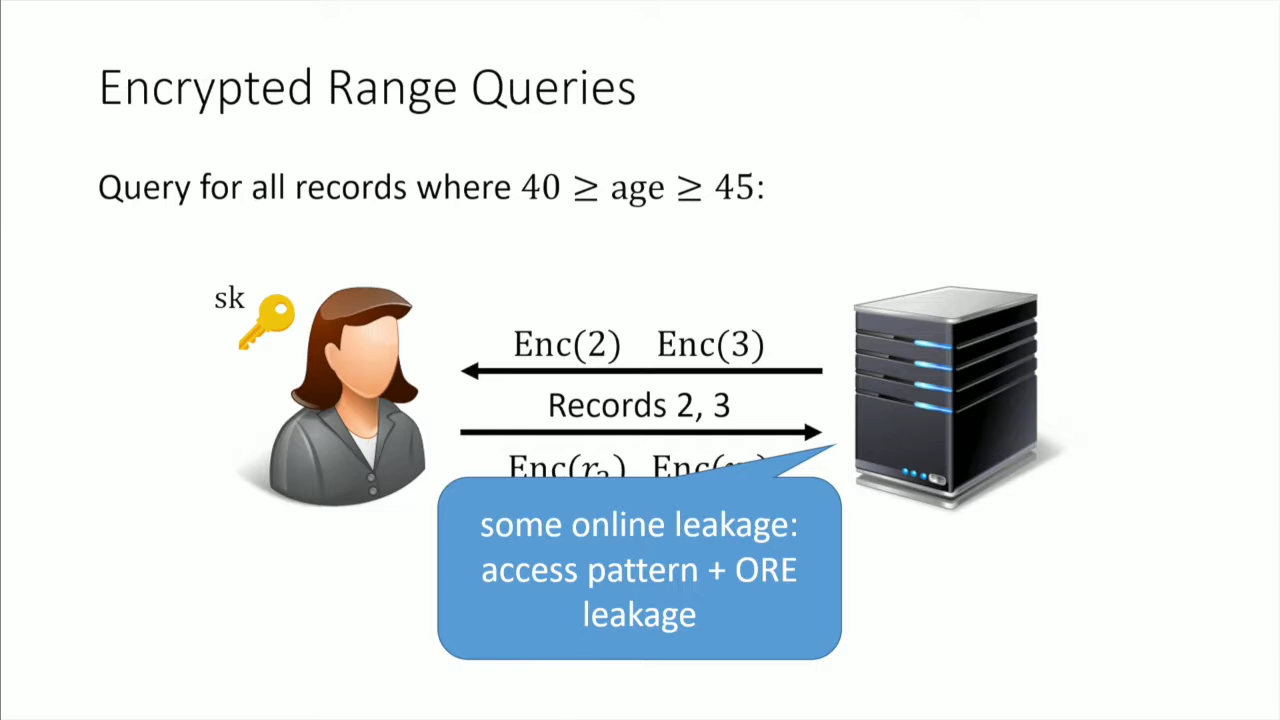 Encrypted Range Queries
Query for all records where 40 ≥ age ≥ 45:
sk
Enc(2) Enc(3)
Records 2, 3
some online leakage:
access pattern + ORE
leakage